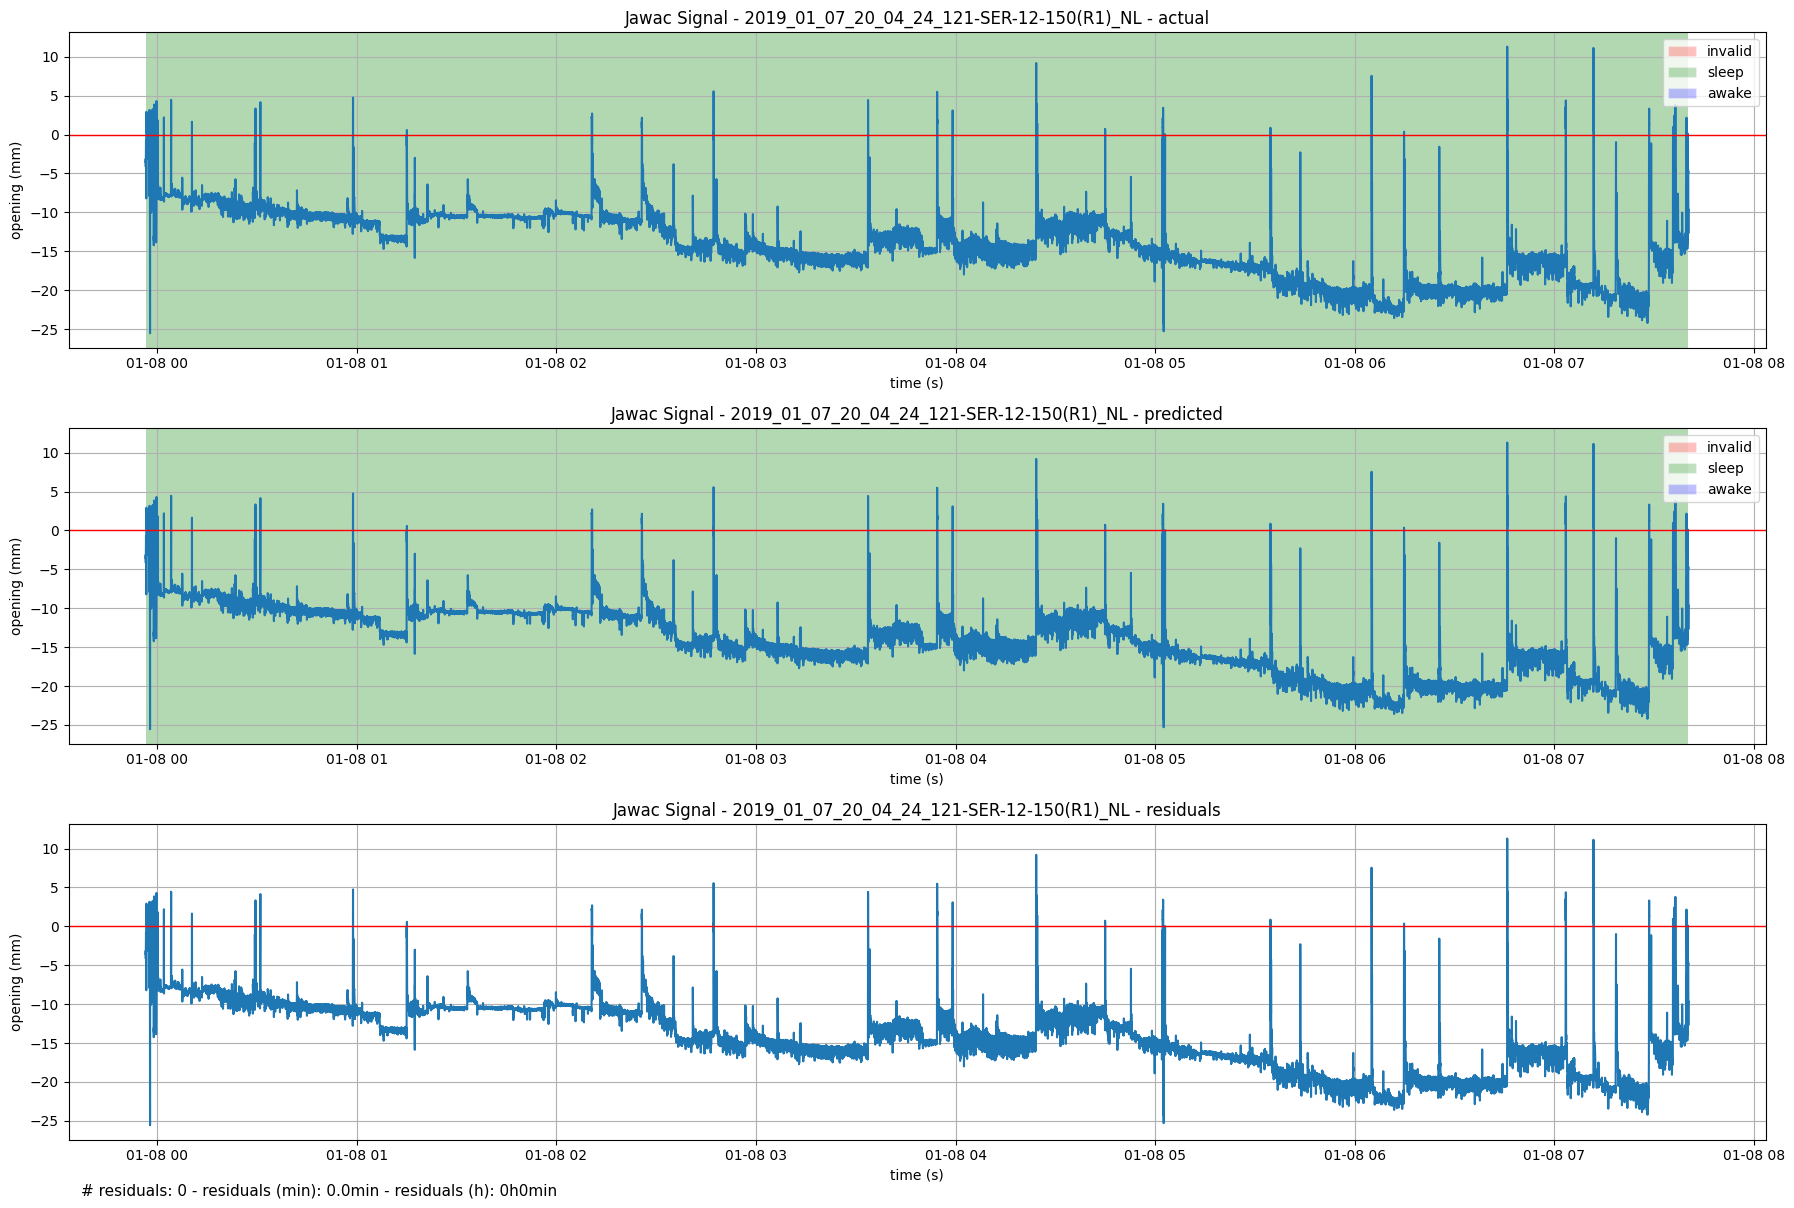 Jawac Signal - 2019_01_07_20_04_24_121-SER-12-150(R1)_NL - actual
invalid
sleep
awake
opening (mm)
10
5
0
−5
−10
−15
−20
−25
01-08 00 01-08 01 01-08 02 01-08 03 01-08 04 01-08 05 01-08 06 01-08 07 01-08 08
time (s)
Jawac Signal - 2019_01_07_20_04_24_121-SER-12-150(R1)_NL - predicted
invalid
sleep
awake
opening (mm)
10
5
0
−5
−10
−15
−20
−25
01-08 00 01-08 01 01-08 02 01-08 03 01-08 04 01-08 05 01-08 06 01-08 07 01-08 08
time (s)
Jawac Signal - 2019_01_07_20_04_24_121-SER-12-150(R1)_NL - residuals
opening (mm)
10
5
0
−5
−10
−15
−20
−25
01-08 00 01-08 01 01-08 02 01-08 03 01-08 04 01-08 05 01-08 06 01-08 07 01-08 08
time (s)
# residuals: 0 - residuals (min): 0.0min - residuals (h): 0h0min